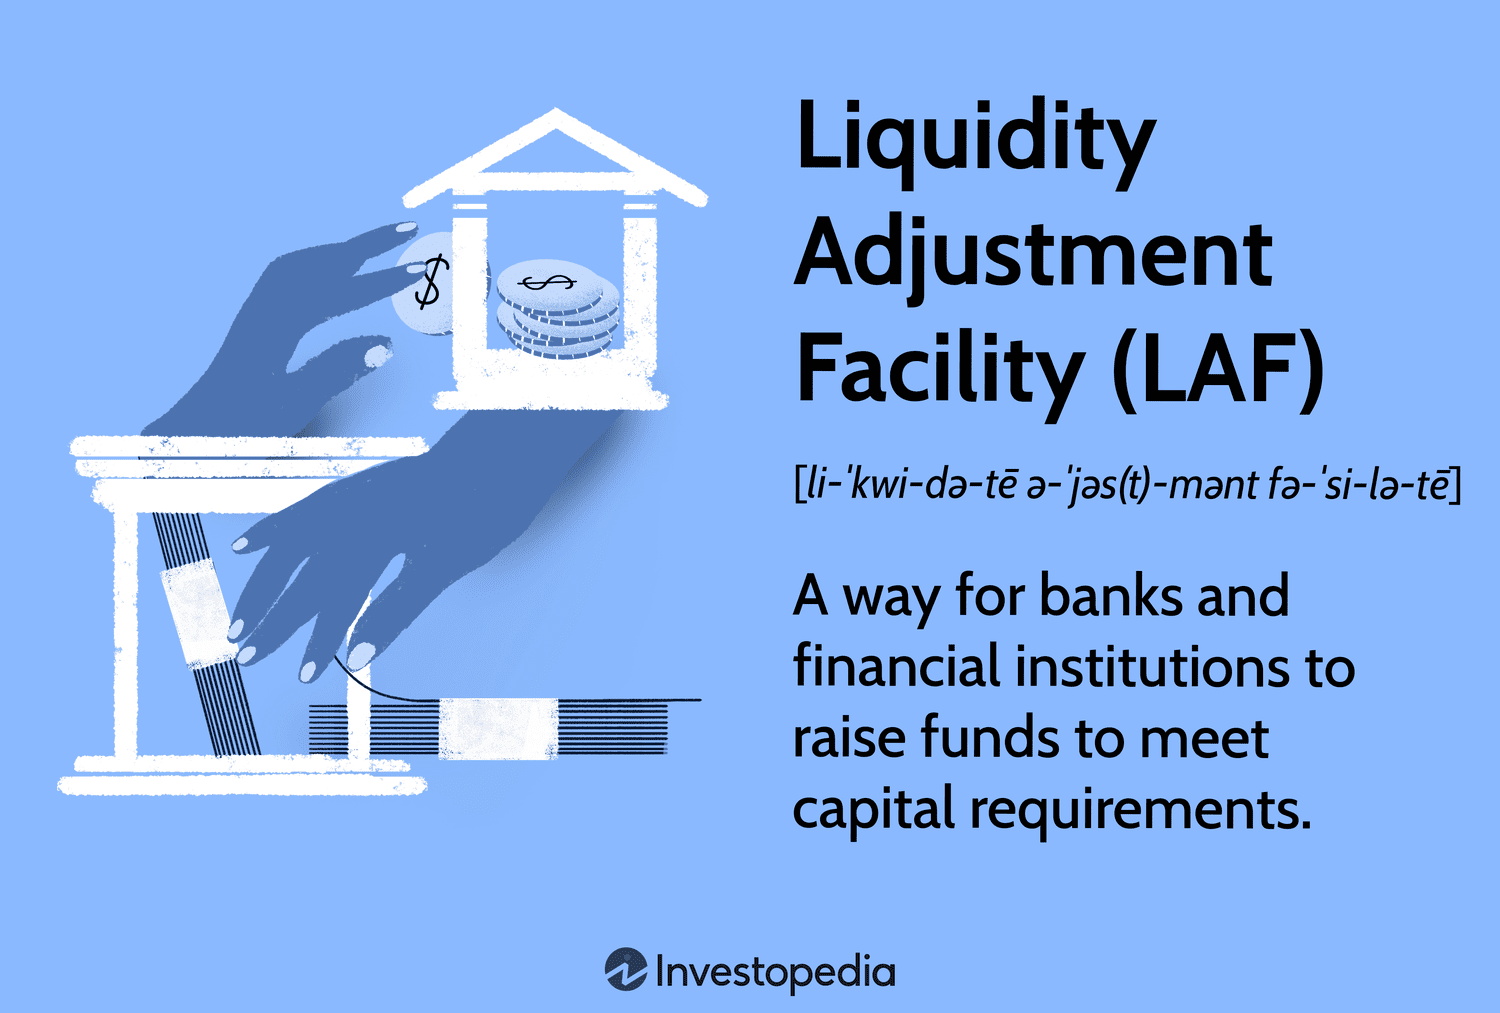 $
$
Liquidity
Adjustment
Facility (LAF)
[li-ˈkwi-də-tē ə-ˈjəs(t)-mənt fə-ˈsi-lə-tē]
A way for banks and
financial institutions to
raise funds to meet
capital requirements.
Investopedia